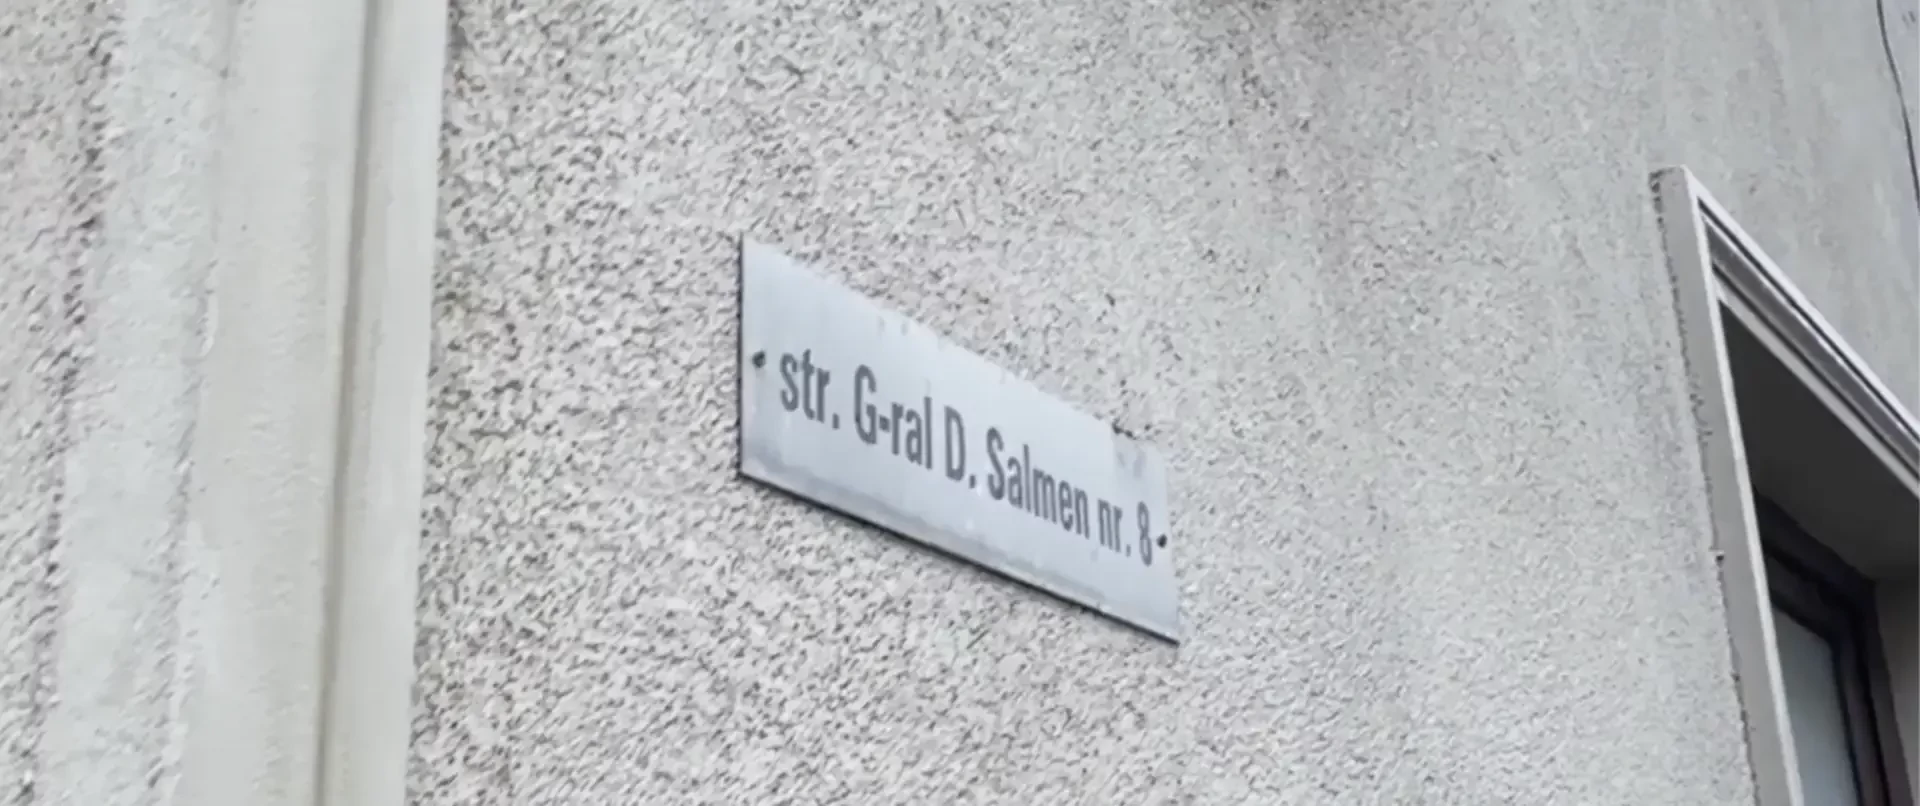 str. G-ral D. Salmen nr. 8